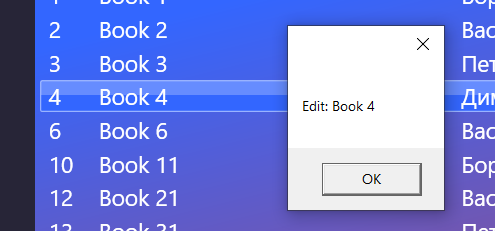 2 Book 2 Вас
3 Book 3 Пет
4 Book 4 Дим
6 Book 6 Вас
10 Book 11 Бор
12 Book 21 Вас
Edit: Book 4
OK